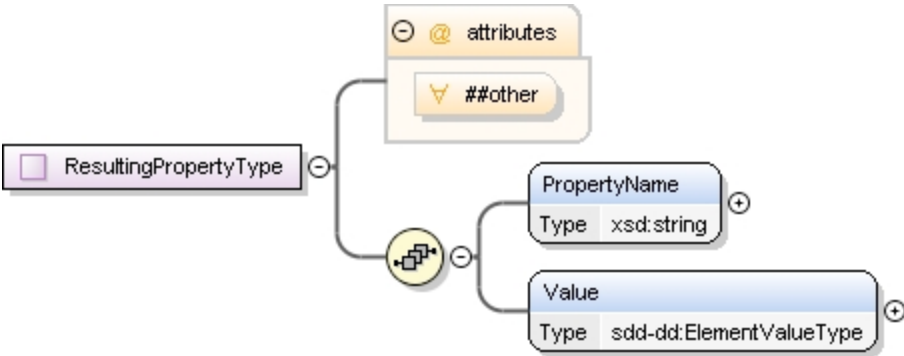 @ attributes
∀ ##other
ResultingPropertyType
PropertyName
Type xsd:string
Value
Type sdd-dd:ElementValueType